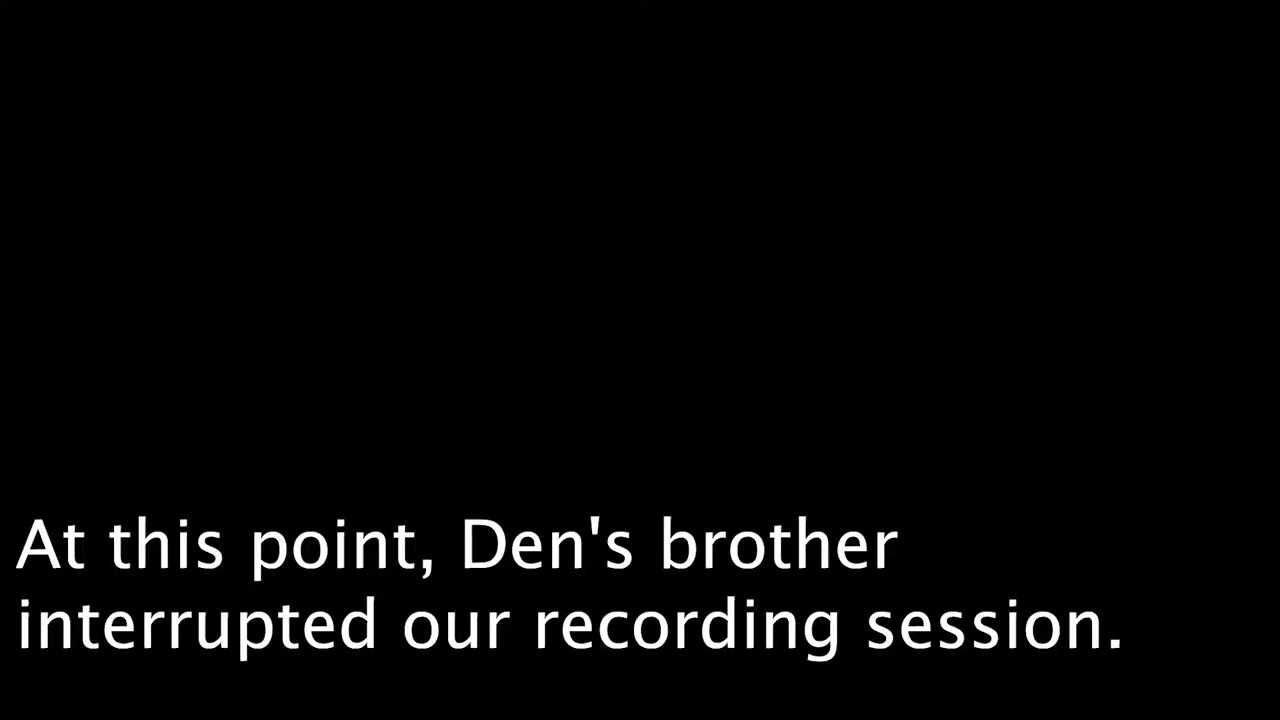 At this point, Den's brother
interrupted our recording session.